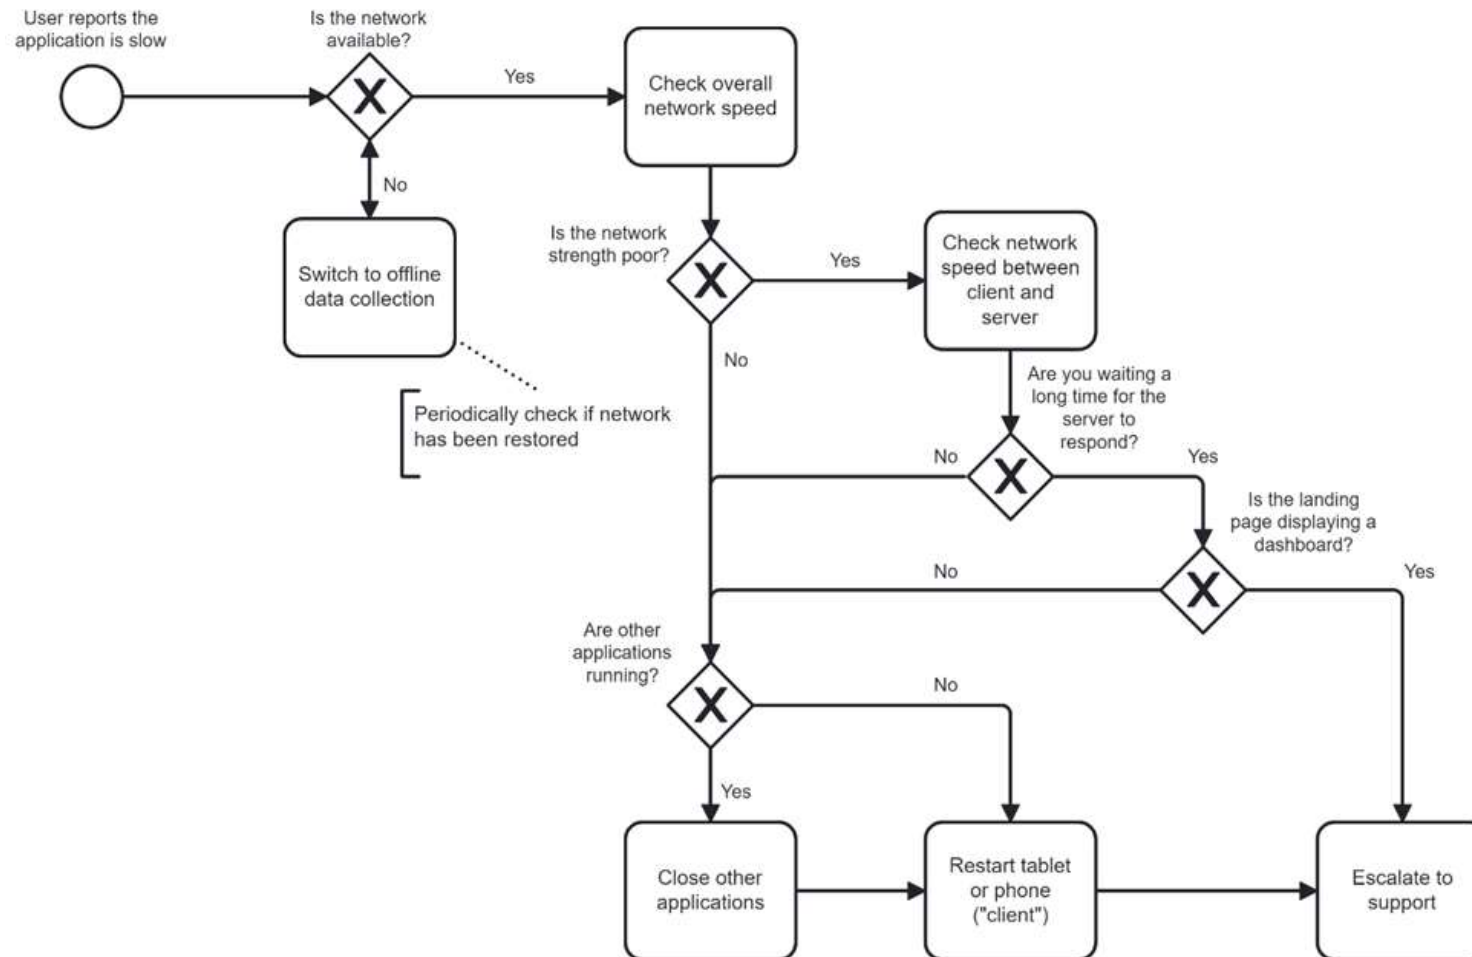 User reports the
application is slow
Is the network
available?
Yes
Check overall
network speed
No
Switch to offline
data collection
Periodically check if network
has been restored
Is the network
strength poor?
Yes
Check network
speed between
client and
server
No
Are you waiting a
long time for the
server to
respond?
No
Yes
Is the landing
page displaying a
dashboard?
No
Yes
Are other
applications
running?
No
Yes
Close other
applications
Restart tablet
or phone
("client")
Escalate to
support